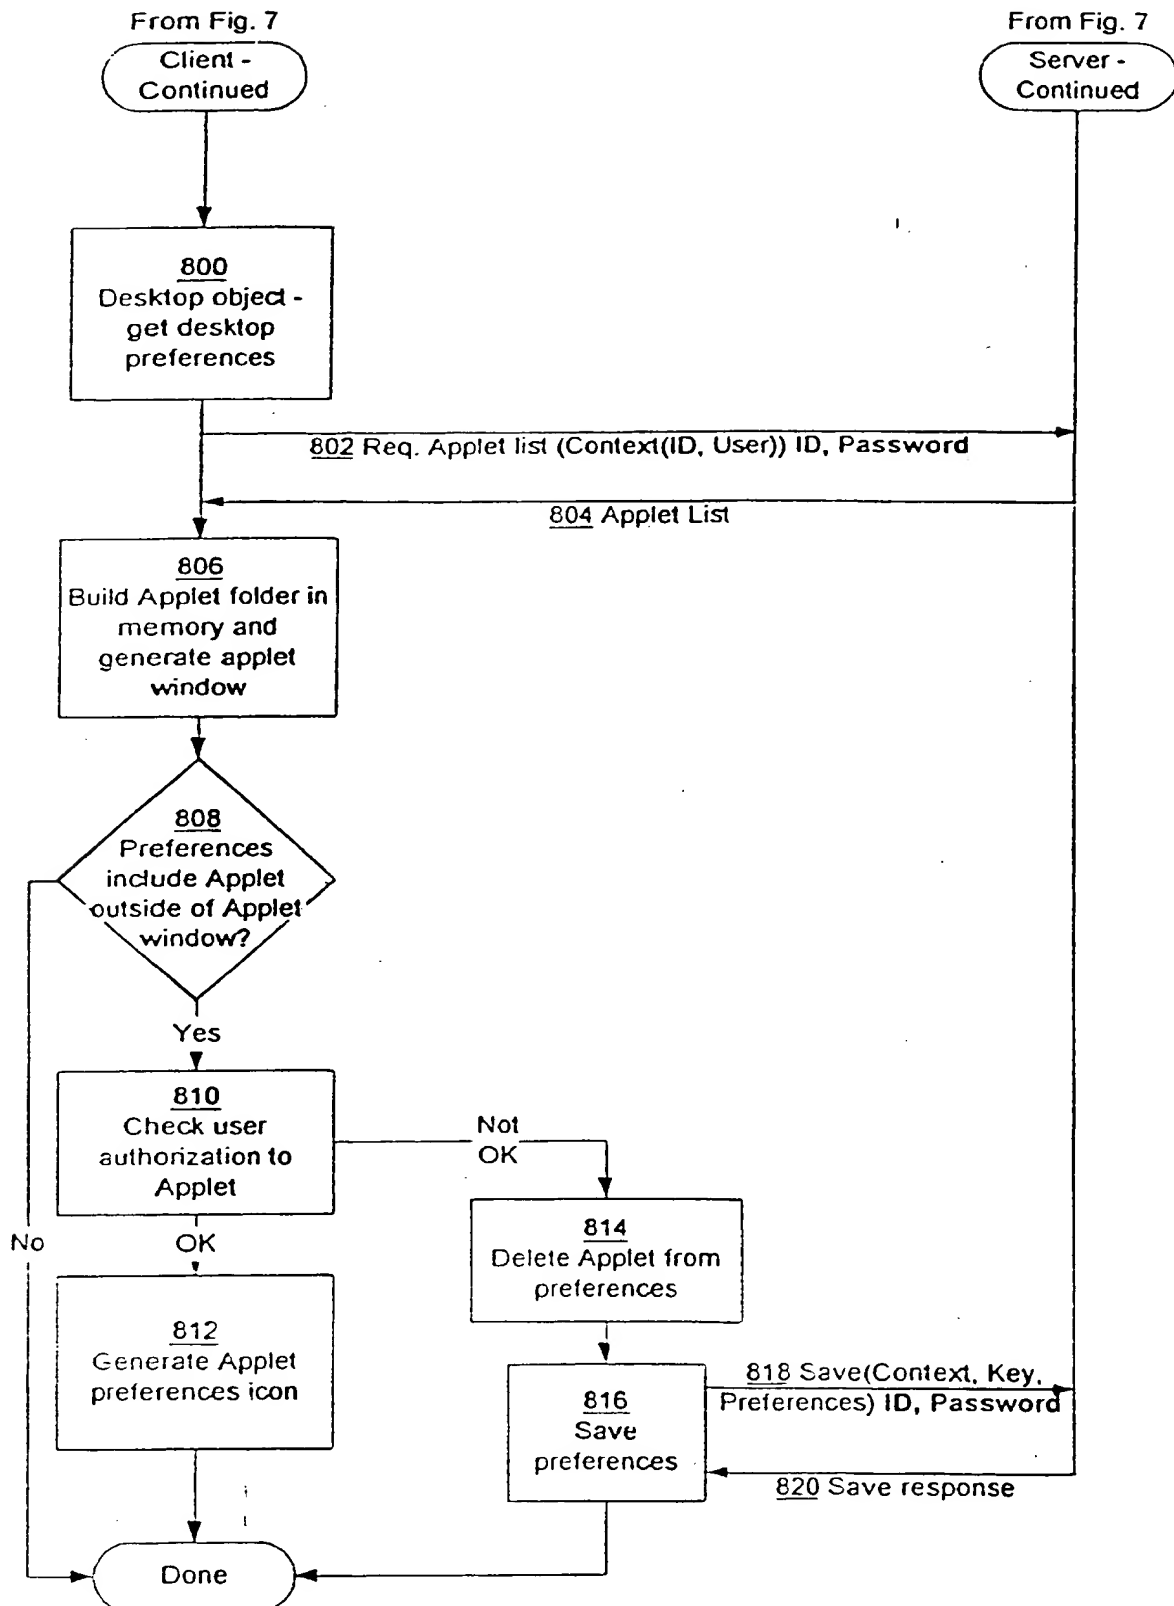 From Fig. 7
From Fig. 7
Client -
Continued
Server -
Continued
800
Desktop object -
get desktop
preferences
802 Req. Applet list (Context(ID, User)) ID, Password
804 Applet List
806
Build Applet folder in
memory and
generate applet
window
808
Preferences
include Applet
outside of Applet
window?
Yes
810
Check user
authorization to
Applet
Not
OK
No
OK
814
Delete Applet from
preferences
812
Generate Applet
preferences icon
816
Save
preferences
818 Save(Context, Key,
Preferences) ID, Password
820 Save response
Done